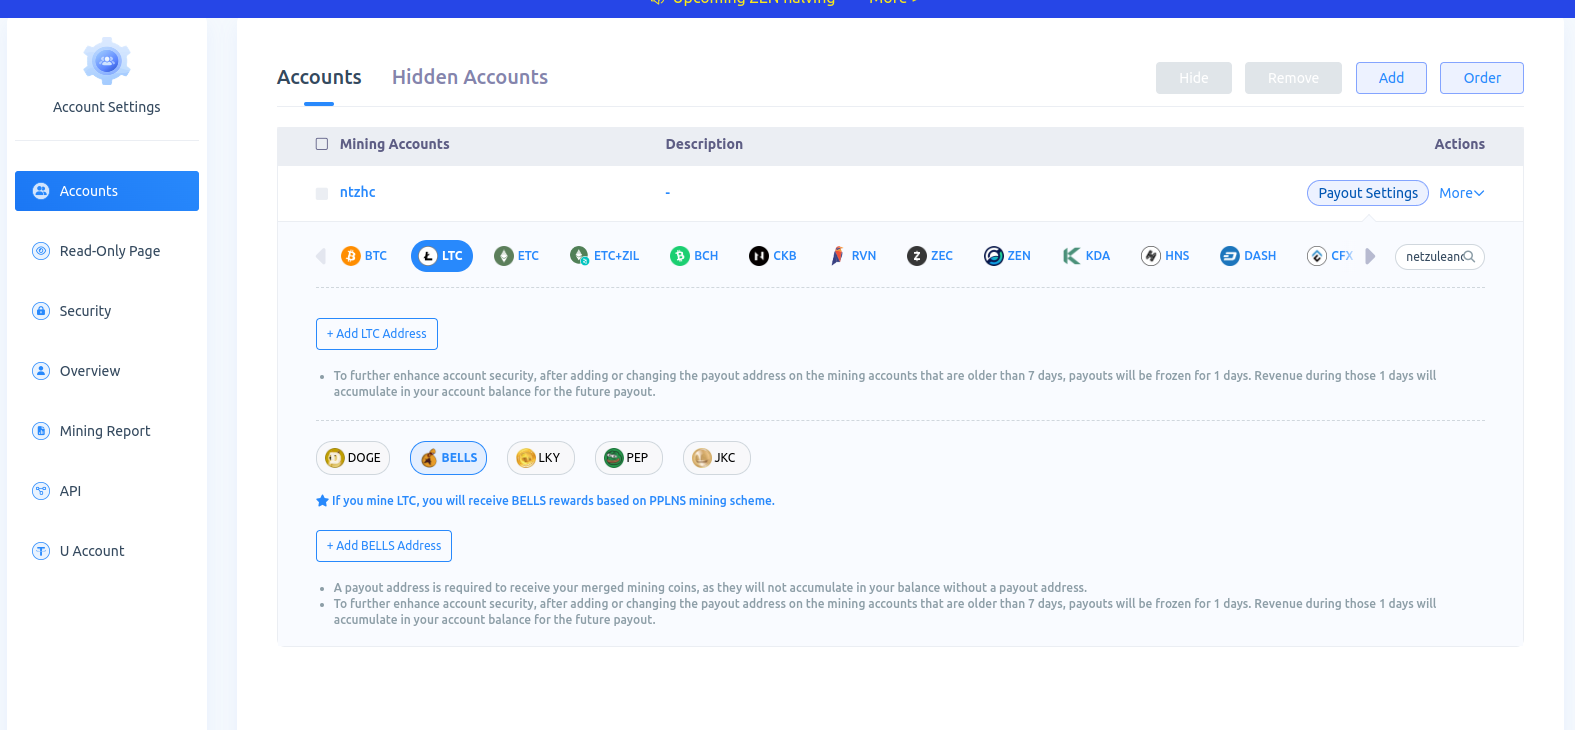 Upcoming ZEN halving More >
Account Settings
Accounts
Read-Only Page
Security
Overview
Mining Report
API
U Account
Accounts Hidden Accounts Hide Remove Add Order
Mining Accounts Description Actions
ntzhc - Payout Settings More
BTC LTC ETC ETC+ZIL BCH CKB RVN ZEC ZEN KDA HNS DASH CFX netzuleanc
+ Add LTC Address
• To further enhance account security, after adding or changing the payout address on the mining accounts that are older than 7 days, payouts will be frozen for 1 days. Revenue during those 1 days will
accumulate in your account balance for the future payout.
DOGE BELLS LKY PEP JKC
If you mine LTC, you will receive BELLS rewards based on PPLNS mining scheme.
+ Add BELLS Address
• A payout address is required to receive your merged mining coins, as they will not accumulate in your balance without a payout address.
• To further enhance account security, after adding or changing the payout address on the mining accounts that are older than 7 days, payouts will be frozen for 1 days. Revenue during those 1 days will
accumulate in your account balance for the future payout.